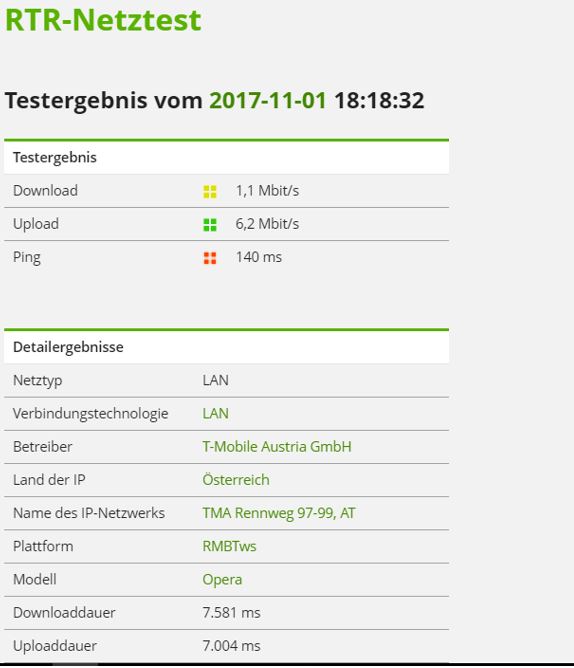 RTR-Netztest
Testergebnis vom 2017-11-01 18:18:32
Testergebnis
Download 1,1 Mbit/s
Upload 6,2 Mbit/s
Ping 140 ms
Detailergebnisse
Netztyp LAN
Verbindungstechnologie LAN
Betreiber T-Mobile Austria GmbH
Land der IP Österreich
Name des IP-Netzwerks TMA Rennweg 97-99, AT
Plattform RMBTws
Modell Opera
Downloaddauer 7.581 ms
Uploaddauer 7.004 ms